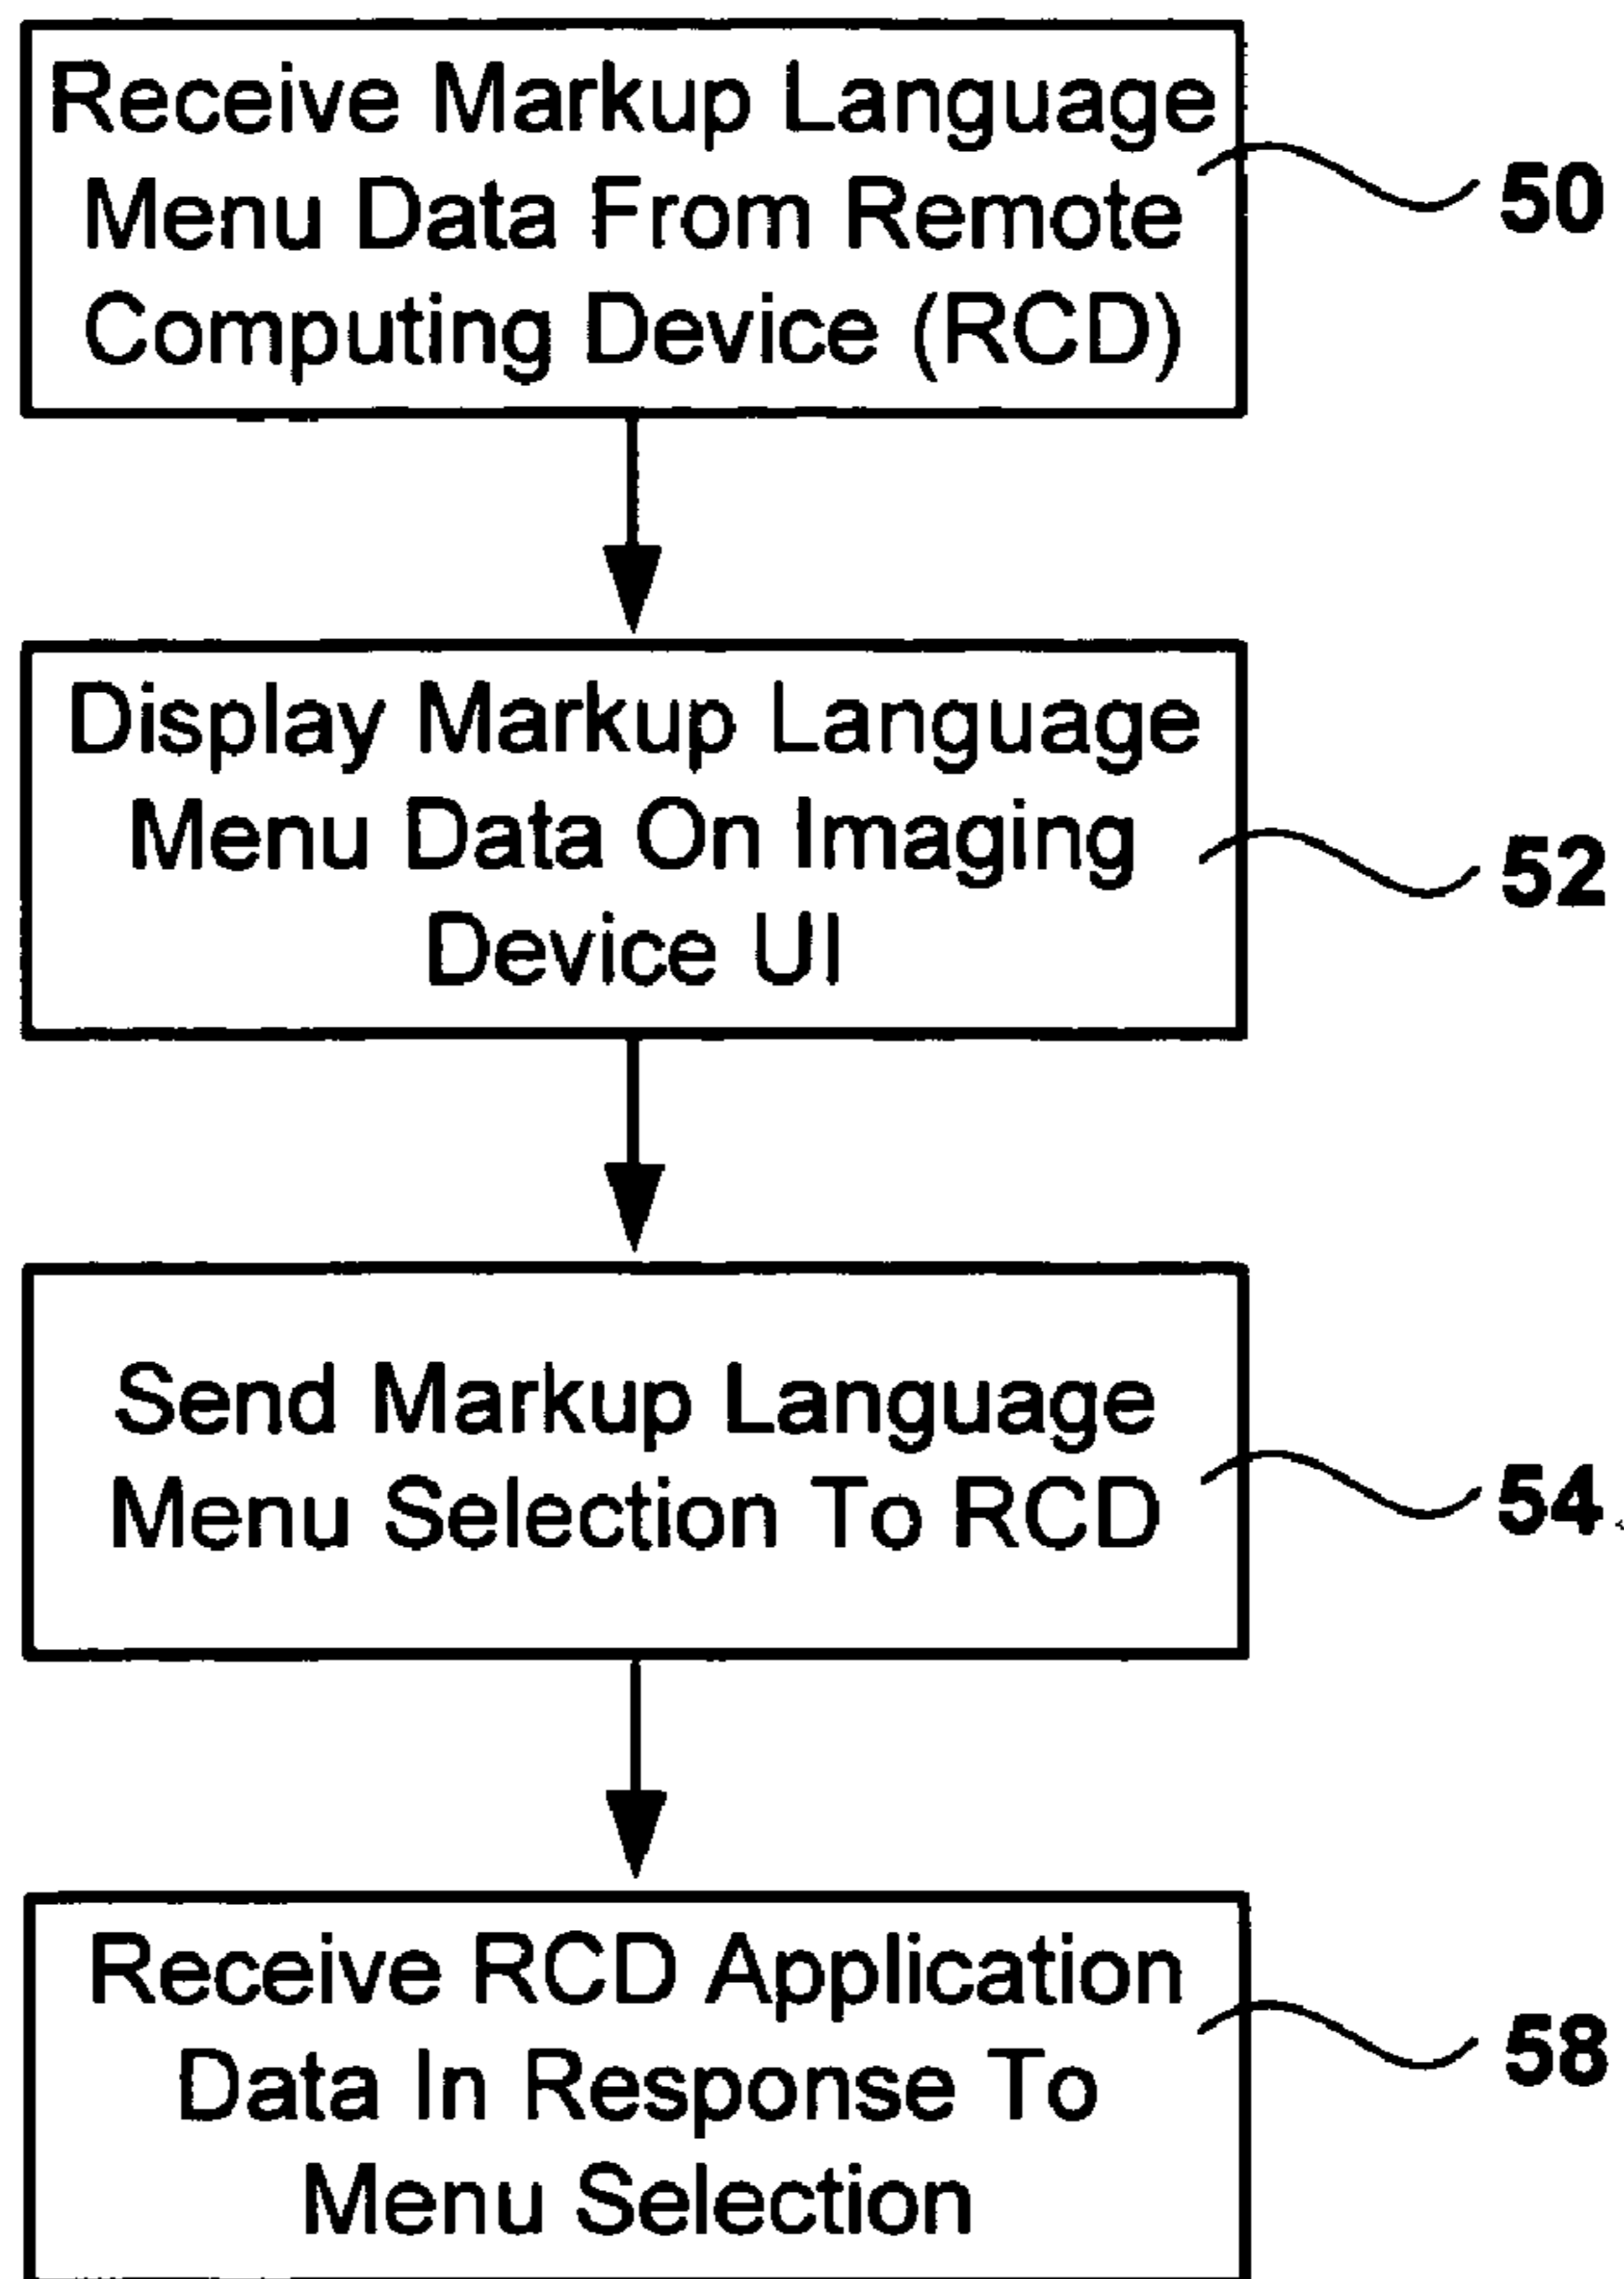 Receive Markup Language
Menu Data From Remote
Computing Device (RCD)
50
Display Markup Language
Menu Data On Imaging
Device UI
52
Send Markup Language
Menu Selection To RCD
54
Receive RCD Application
Data In Response To
Menu Selection
58